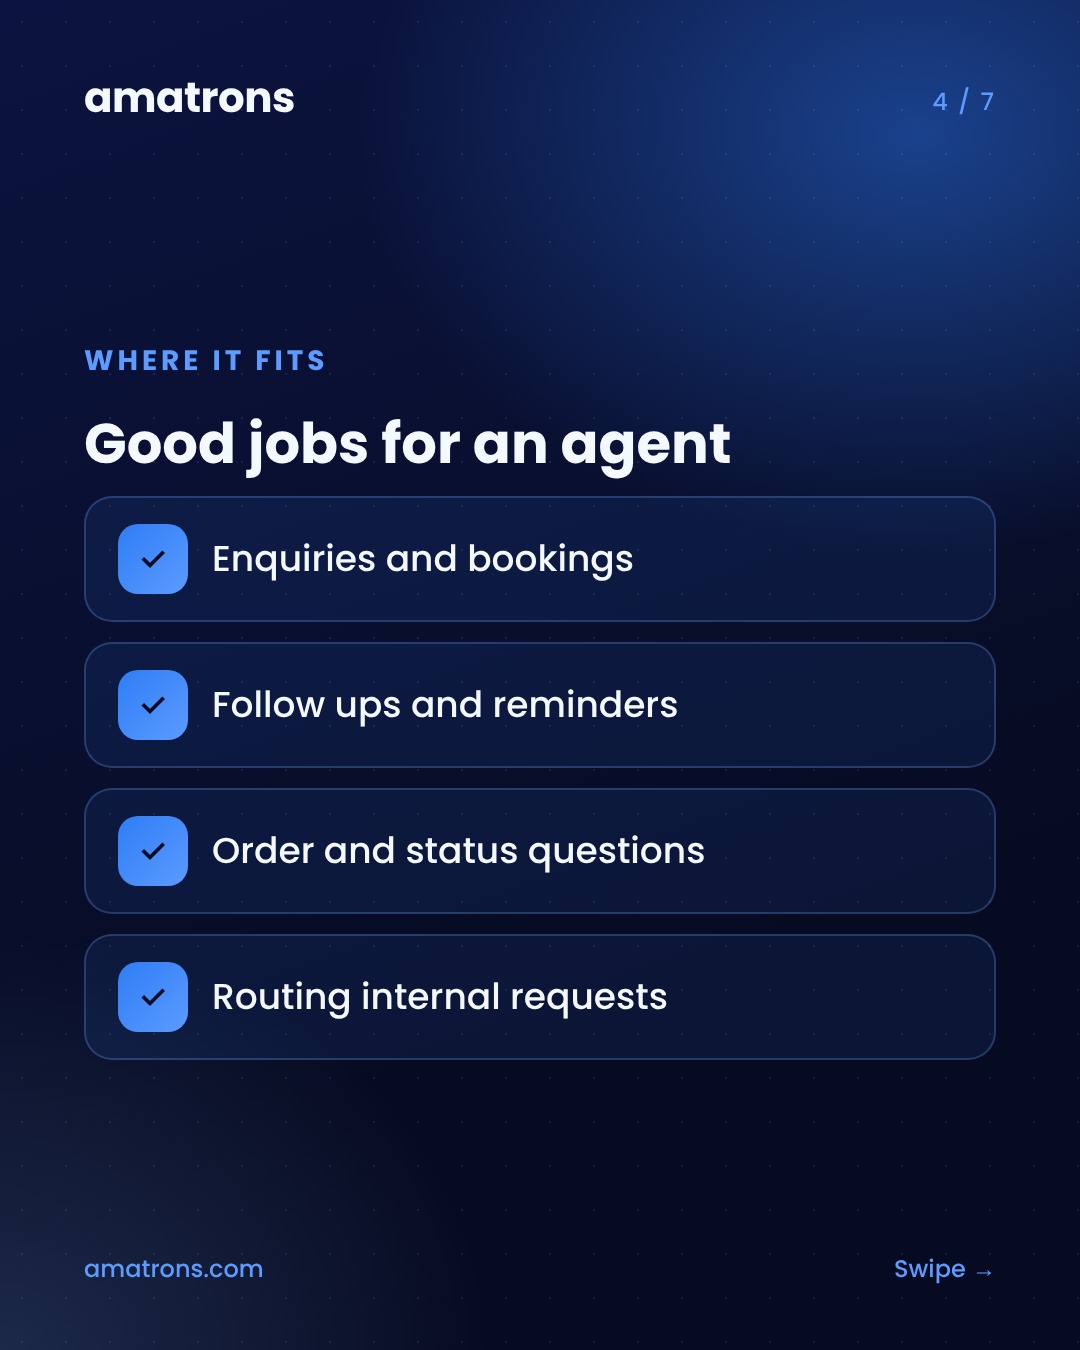 amatrons
4 / 7
WHERE IT FITS
Good jobs for an agent
Enquiries and bookings
Follow ups and reminders
Order and status questions
Routing internal requests
amatrons.com
Swipe →